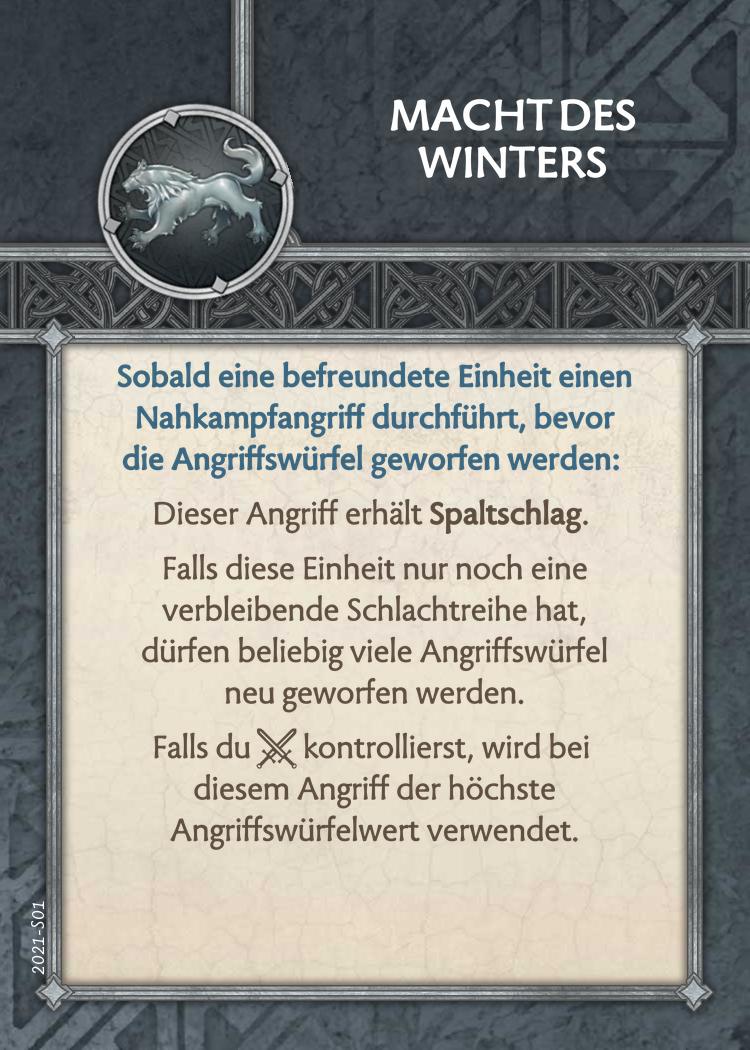 MACHT DES
WINTERS
Sobald eine befreundete Einheit einen
Nahkampfangriff durchführt, bevor
die Angriffswürfel geworfen werden:
Dieser Angriff erhält Spaltschlag.
Falls diese Einheit nur noch eine
verbleibende Schlachtreihe hat,
dürfen beliebig viele Angriffswürfel
neu geworfen werden.
Falls du kontrollierst, wird bei
diesem Angriff der höchste
Angriffswürfelwert verwendet.
2021-S01